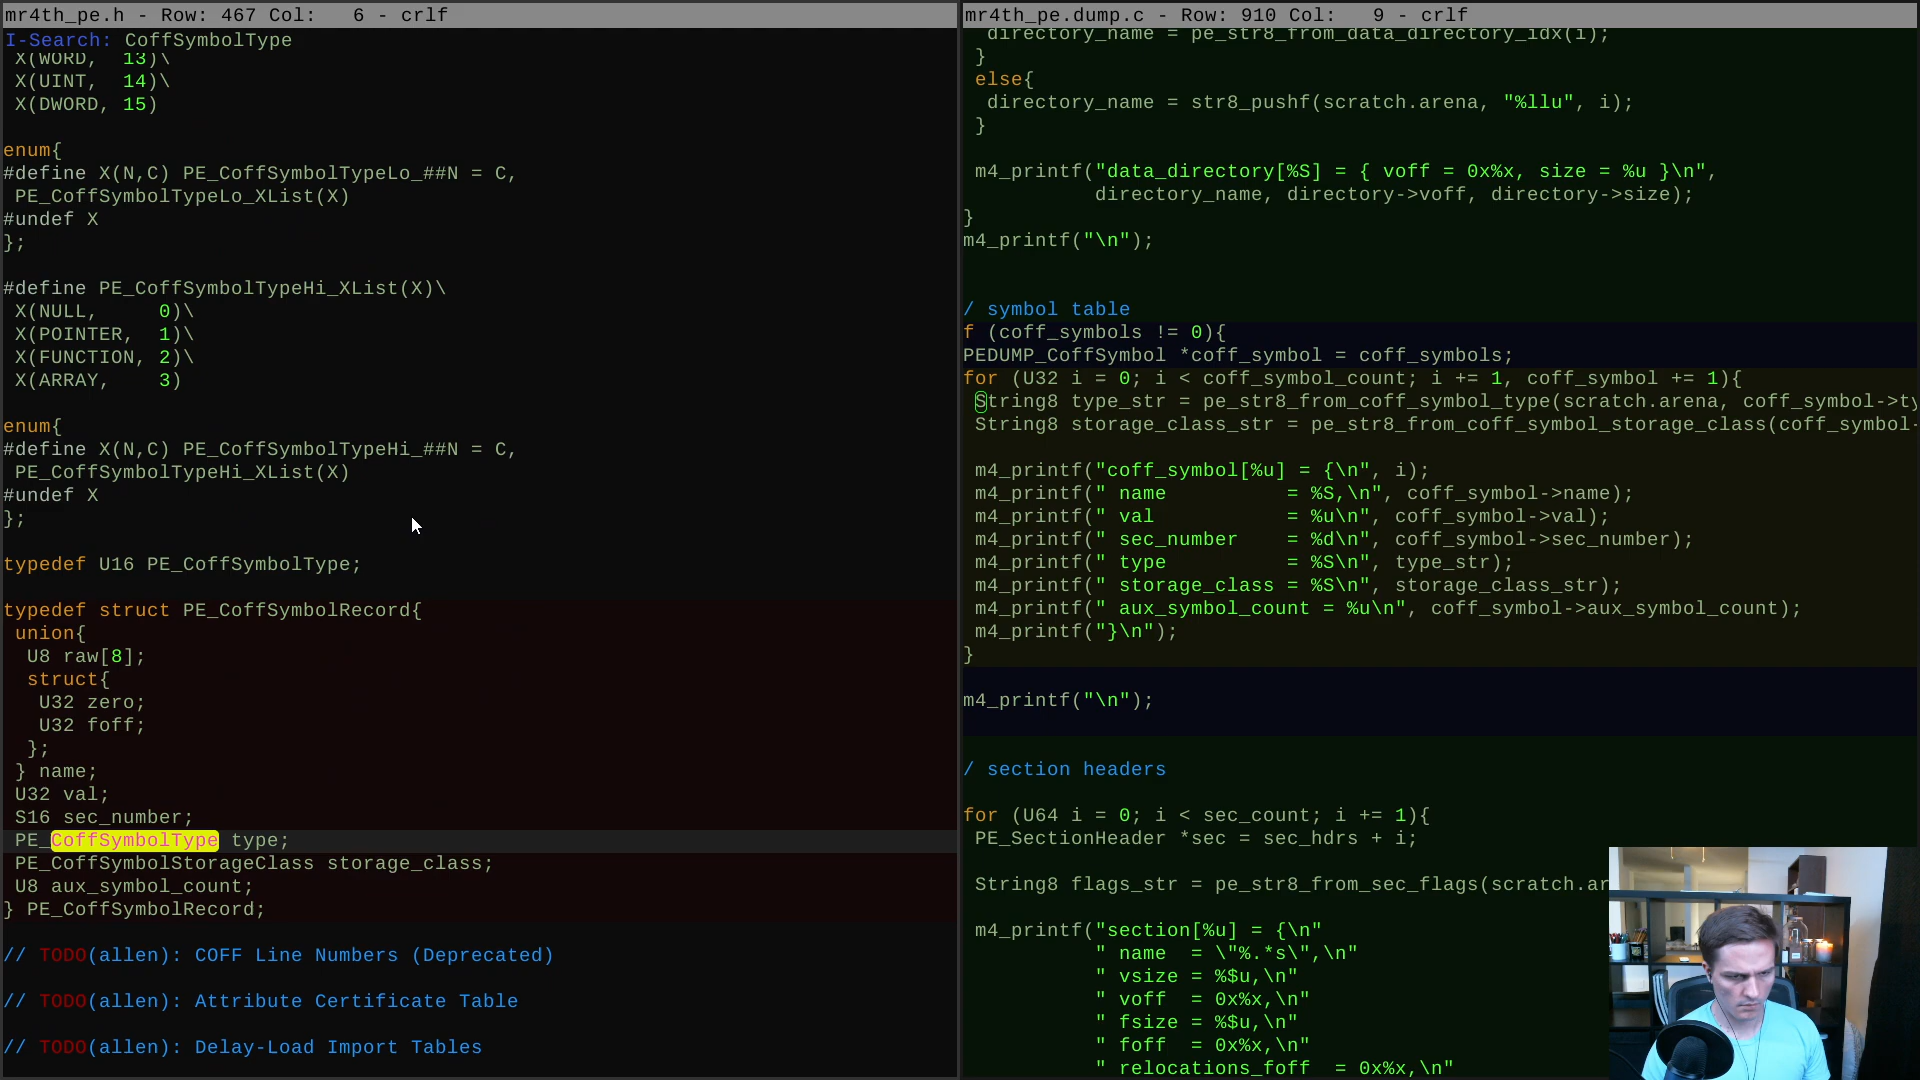 mr4th_pe.h - Row: 467 Col:   6 - crlf
I-Search: CoffSymbolType
X(WORD,  13)\
X(UINT,  14)\
X(DWORD, 15)
enum{
#define X(N,C) PE_CoffSymbolTypeLo_##N = C,
PE_CoffSymbolTypeLo_XList(X)
#undef X
};
#define PE_CoffSymbolTypeHi_XList(X)\
X(NULL,     0)\
X(POINTER,  1)\
X(FUNCTION, 2)\
X(ARRAY,    3)
enum{
#define X(N,C) PE_CoffSymbolTypeHi_##N = C,
PE_CoffSymbolTypeHi_XList(X)
#undef X
};
typedef U16 PE_CoffSymbolType;
typedef struct PE_CoffSymbolRecord{
union{
U8 raw[8];
struct{
U32 zero;
U32 foff;
};
} name;
U32 val;
S16 sec_number;
PE_CoffSymbolType type;
PE_CoffSymbolStorageClass storage_class;
U8 aux_symbol_count;
} PE_CoffSymbolRecord;
// TODO(allen): COFF Line Numbers (Deprecated)
// TODO(allen): Attribute Certificate Table
// TODO(allen): Delay-Load Import Tables
mr4th_pe.dump.c - Row: 910 Col:   9 - crlf
directory_name = pe_str8_from_data_directory_idx(i);
}
else{
directory_name = str8_pushf(scratch.arena, "%llu", i);
}
m4_printf("data_directory[%S] = { voff = 0x%x, size = %u }\n",
directory_name, directory->voff, directory->size);
}
m4_printf("\n");
/ symbol table
f (coff_symbols != 0){
PEDUMP_CoffSymbol *coff_symbol = coff_symbols;
for (U32 i = 0; i < coff_symbol_count; i += 1, coff_symbol += 1){
String8 type_str = pe_str8_from_coff_symbol_type(scratch.arena, coff_symbol->ty
String8 storage_class_str = pe_str8_from_coff_symbol_storage_class(coff_symbol-
m4_printf("coff_symbol[%u] = {\n", i);
m4_printf(" name          = %S,\n", coff_symbol->name);
m4_printf(" val           = %u\n", coff_symbol->val);
m4_printf(" sec_number    = %d\n", coff_symbol->sec_number);
m4_printf(" type          = %S\n", type_str);
m4_printf(" storage_class = %S\n", storage_class_str);
m4_printf(" aux_symbol_count = %u\n", coff_symbol->aux_symbol_count);
m4_printf("}\n");
}
m4_printf("\n");
/ section headers
for (U64 i = 0; i < sec_count; i += 1){
PE_SectionHeader *sec = sec_hdrs + i;
String8 flags_str = pe_str8_from_sec_flags(scratch.ar
m4_printf("section[%u] = {\n"
" name  = \"%.*s\",\n"
" vsize = %$u,\n"
" voff  = 0x%x,\n"
" fsize = %$u,\n"
" foff  = 0x%x,\n"
" relocations_foff  = 0x%x,\n"